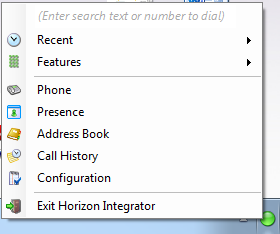 (Enter search text or number to dial)
Recent
Features
Phone
Presence
Address Book
Call History
Configuration
Exit Horizon Integrator